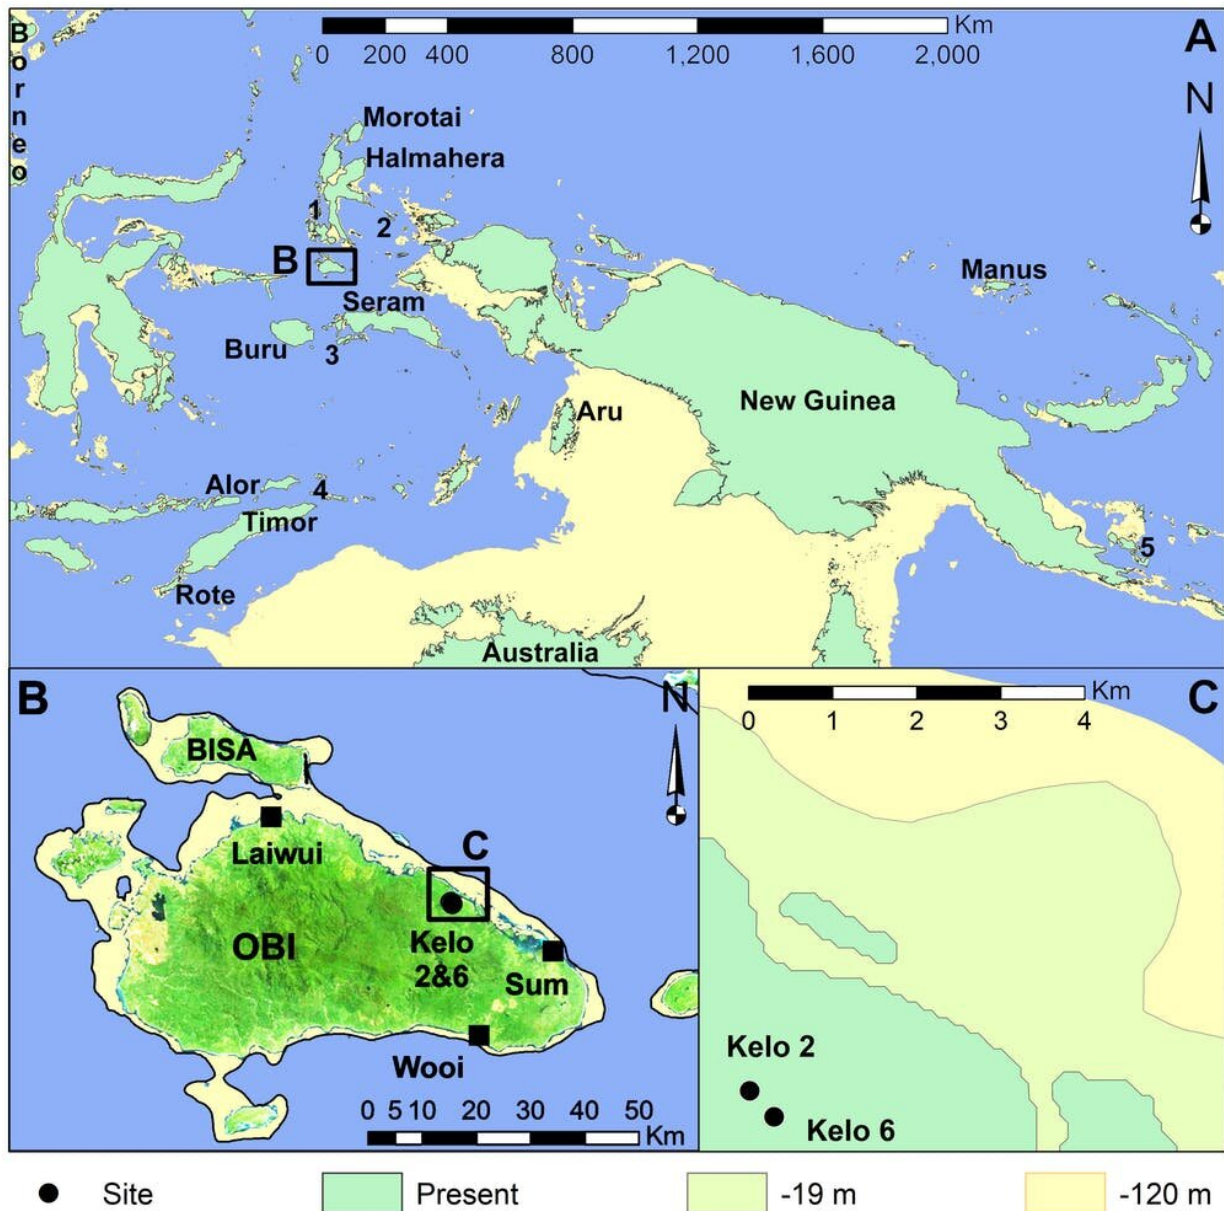 Borneo
Km
0 200 400 800 1,200 1,600 2,000
A
N
Morotai
Halmahera
1
2
B
Manus
Seram
Buru
3
Aru
New Guinea
Alor
4
Timor
5
Rote
Australia
B
N
BISA
Laiwui
C
OBI
Kelo
2&6
Sum
Wooi
0 5 10 20 30 40 50
Km
C
Km
0 1 2 3 4
Kelo 2
Kelo 6
Site
Present
-19 m
-120 m